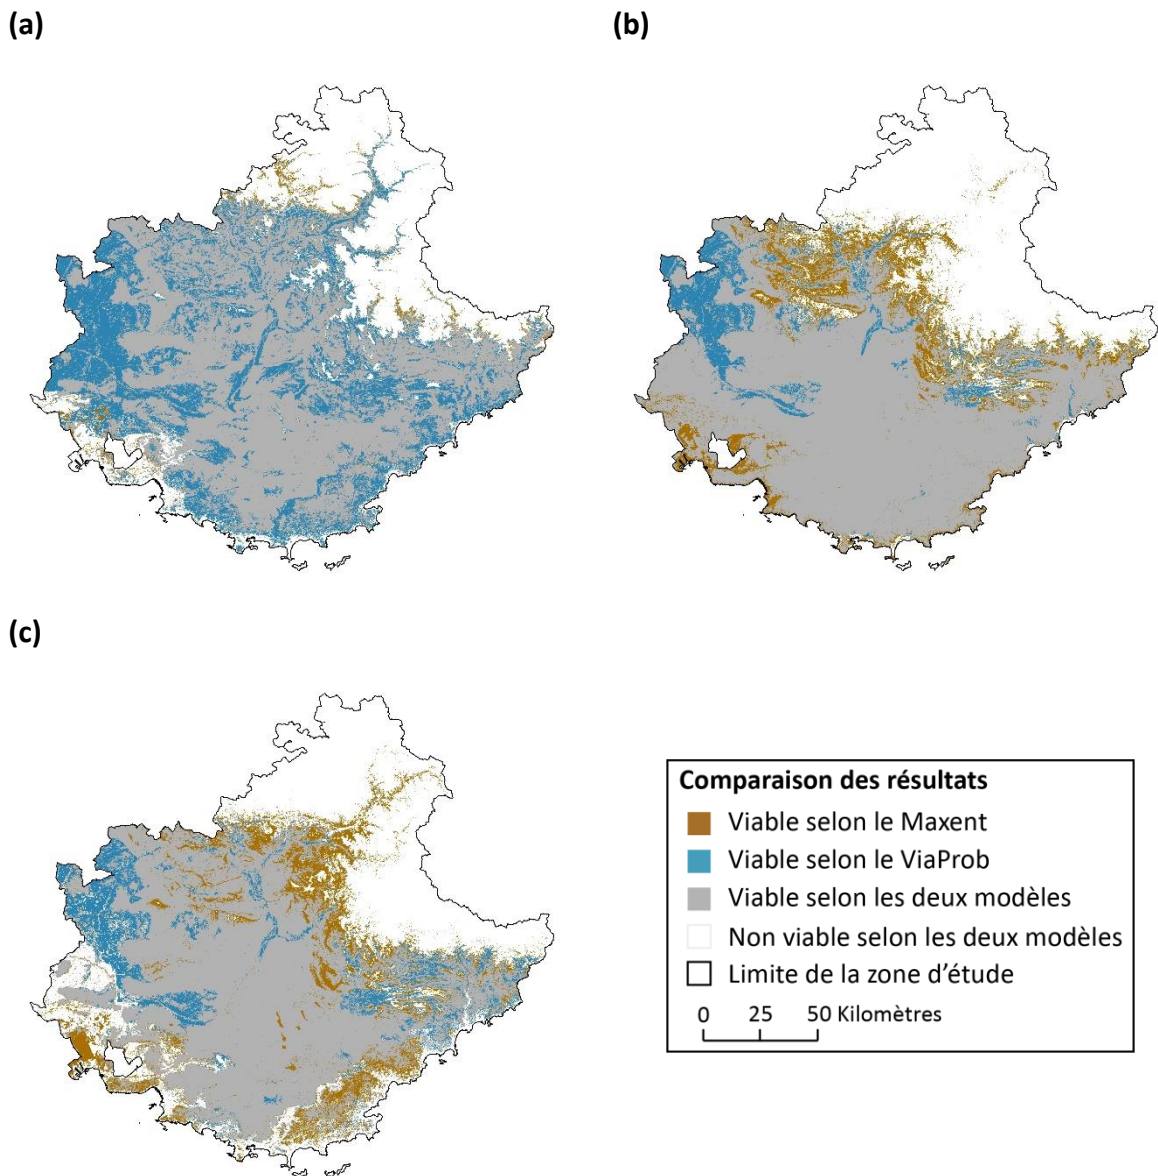 (a)
(b)
(c)
Comparaison des résultats
Viable selon le Maxent
Viable selon le ViaProb
Viable selon les deux modèles
Non viable selon les deux modèles
Limite de la zone d'étude
0 25 50 Kilomètres